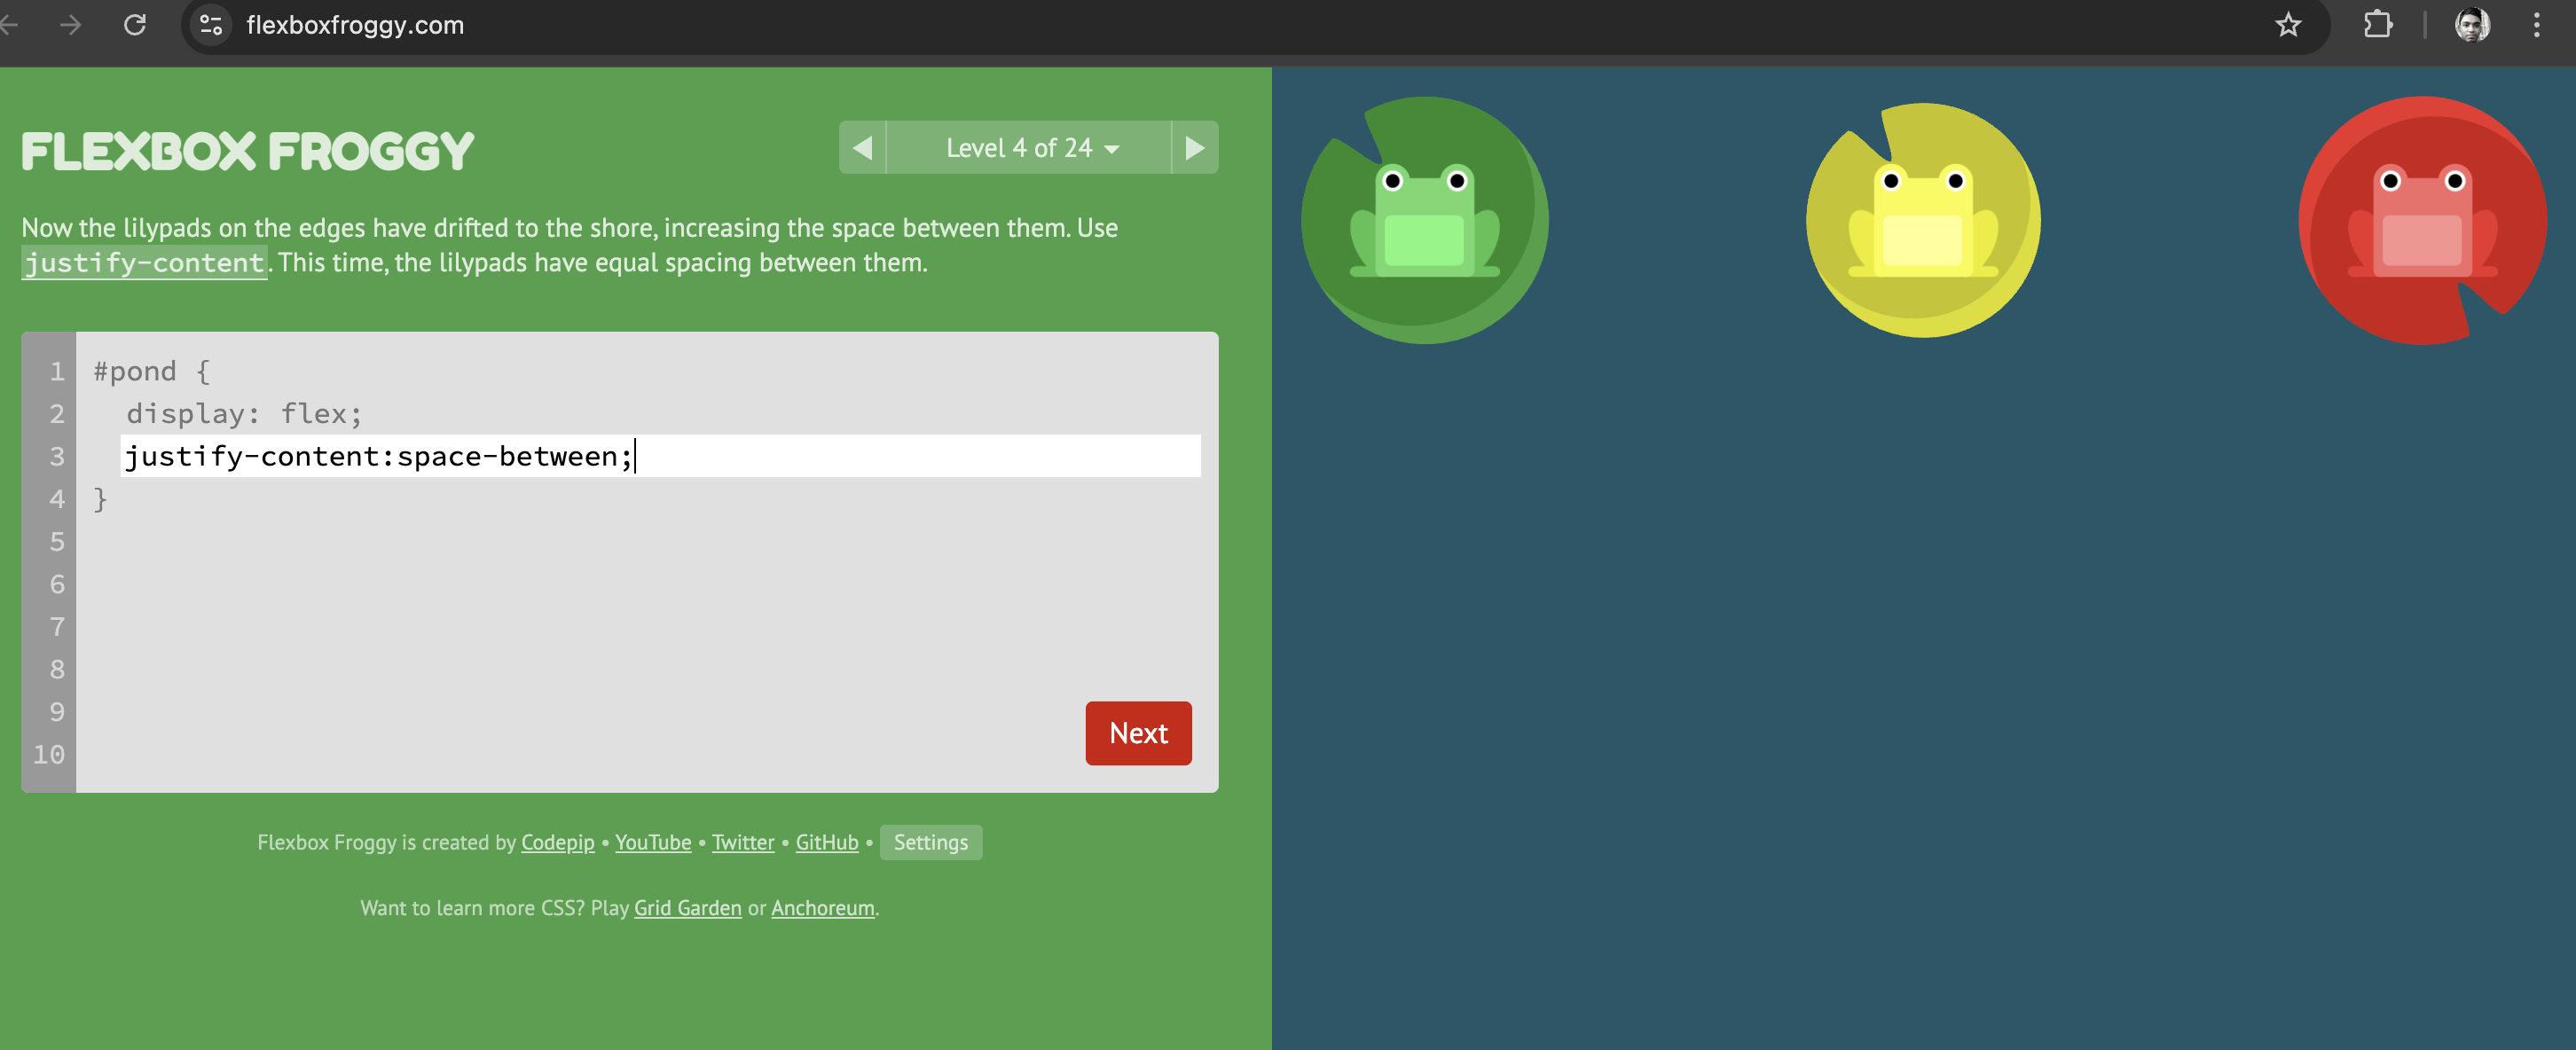 flexboxfroggy.com
FLEXBOX FROGGY
Level 4 of 24
Now the lilypads on the edges have drifted to the shore, increasing the space between them. Use
justify-content. This time, the lilypads have equal spacing between them.
1 #pond {
2 display: flex;
3 justify-content:space-between;
4 }
5
6
7
8
9
10
Next
Flexbox Froggy is created by Codepip • YouTube • Twitter • GitHub • Settings
Want to learn more CSS? Play Grid Garden or Anchoreum.